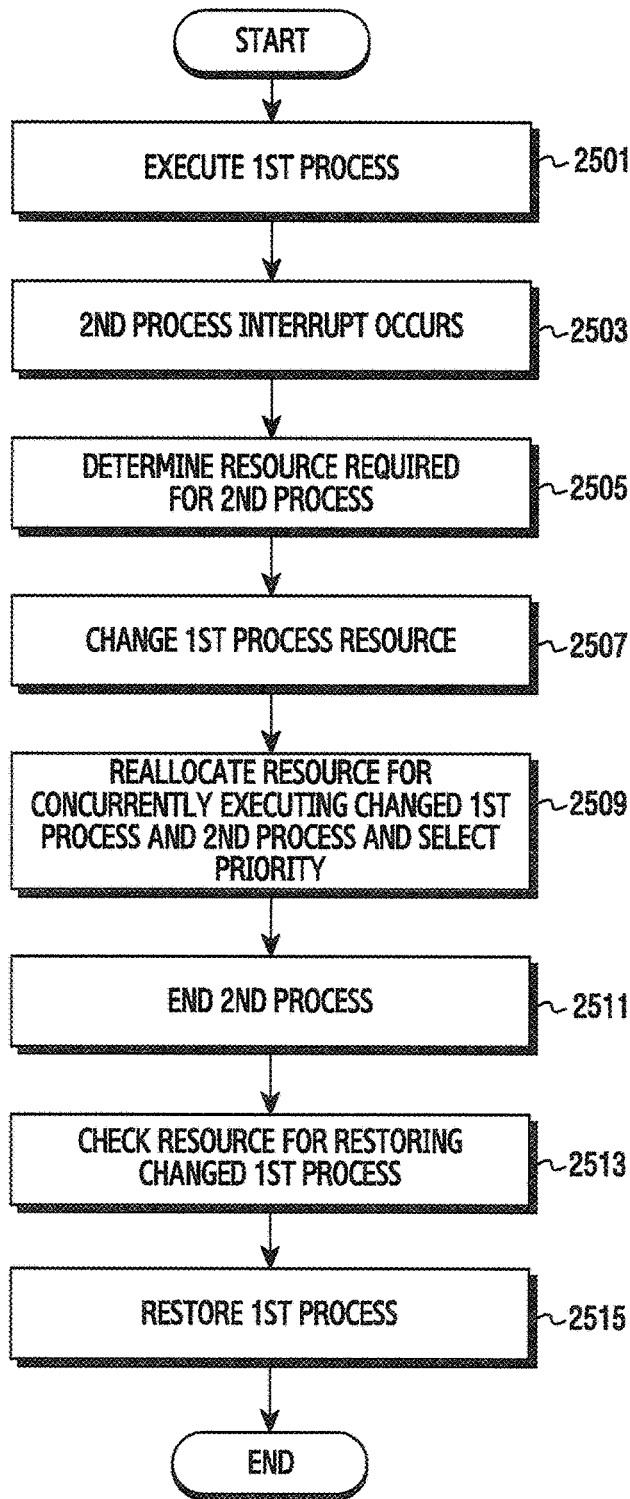 START
EXECUTE 1ST PROCESS
2501
2ND PROCESS INTERRUPT OCCURS
2503
DETERMINE RESOURCE REQUIRED
FOR 2ND PROCESS
2505
CHANGE 1ST PROCESS RESOURCE
2507
REALLOCATE RESOURCE FOR
CONCURRENTLY EXECUTING CHANGED 1ST
PROCESS AND 2ND PROCESS AND SELECT
PRIORITY
2509
END 2ND PROCESS
2511
CHECK RESOURCE FOR RESTORING
CHANGED 1ST PROCESS
2513
RESTORE 1ST PROCESS
2515
END